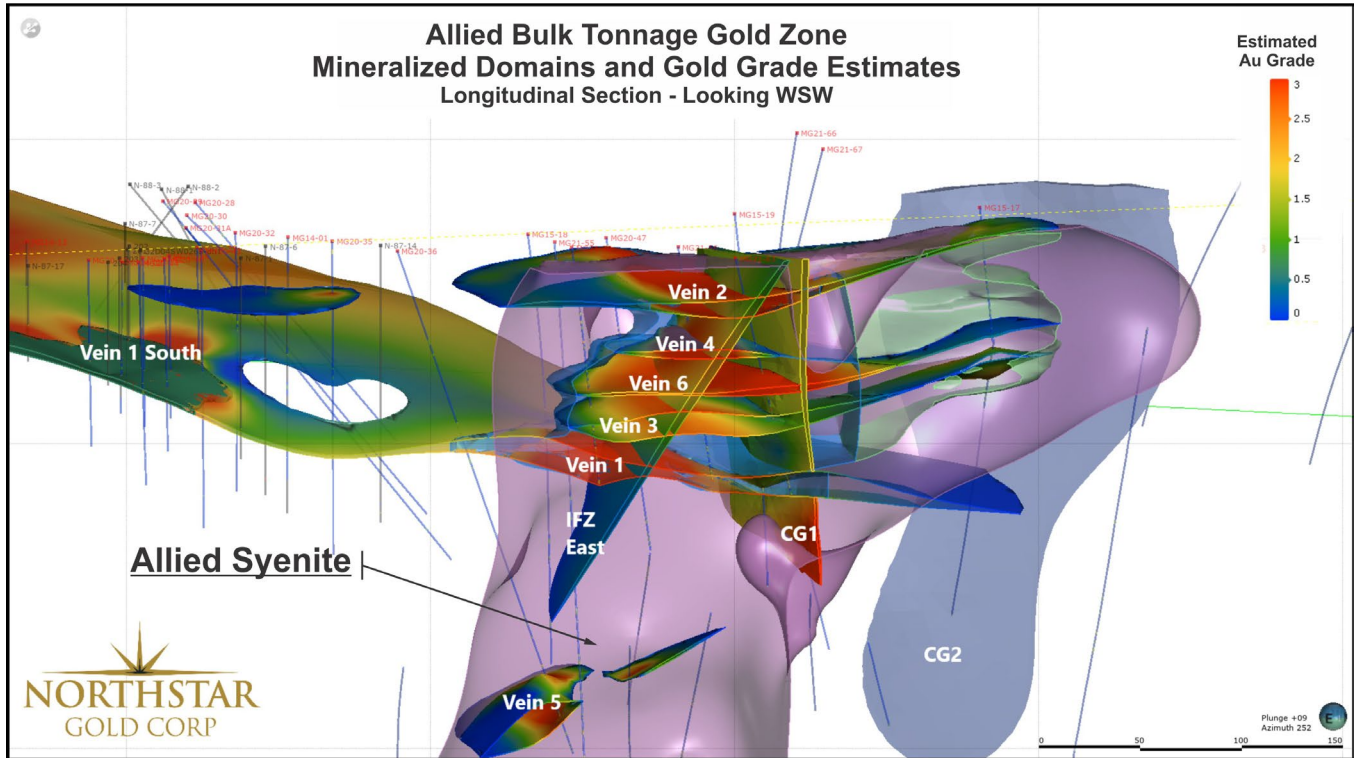 Allied Bulk Tonnage Gold Zone
Mineralized Domains and Gold Grade Estimates
Longitudinal Section - Looking WSW
Estimated
Au Grade
3
2.5
2
1.5
1
0.5
0
MG21-66
MG21-67
N-88-3
N-88-1
N-88-2
MG20-28
MG20-30
MG20-31A
N-87-7
MG20-32
MG14-01
MG20-35
N-87-6
N-87-14
MG20-36
N-87-17
MG15-18
MG21-55
MG20-47
MG15-19
MG15-17
Vein 2
Vein 1 South
Vein 4
Vein 6
Vein 3
Vein 1
IFZ
East
CG1
Allied Syenite
CG2
Vein 5
NORTHSTAR
GOLD CORP
Plunge +09
Azimuth 252
E
0
50
100
150